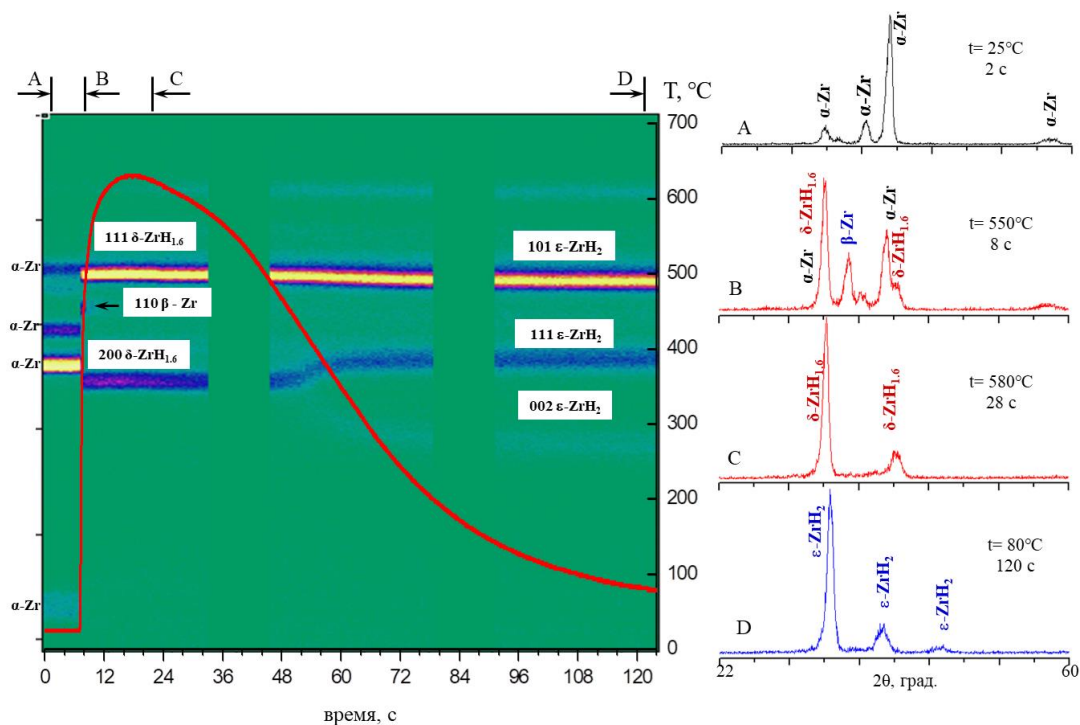 A
B
C
D
T, °C
700
600
500
400
300
200
100
0
α-Zr
α-Zr
α-Zr
α-Zr
111 δ-ZrH1.6
110 β - Zr
200 δ-ZrH1.6
101 ε-ZrH2
111 ε-ZrH2
002 ε-ZrH2
0 12 24 36 48 60 72 84 96 108 120
время, с
α-Zr
α-Zr
α-Zr
α-Zr
t= 25°C
2 с
A
α-Zr
δ-ZrH1.6
β-Zr
α-Zr
δ-ZrH1.6
t= 550°C
8 с
B
δ-ZrH1.6
δ-ZrH1.6
t= 580°C
28 с
C
ε-ZrH2
ε-ZrH2
ε-ZrH2
t= 80°C
120 с
D
22
60
2θ, град.